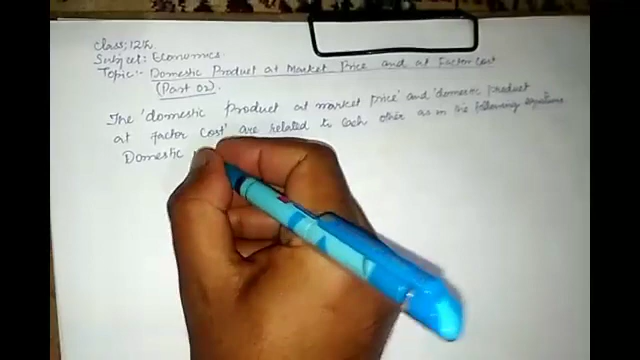 Class: 12th
Subject: Economics.
Topic:- Domestic Product at Market Price and at Factor Cost
(Part 02)
The 'domestic product at market price' and 'domestic product
at factor cost' are related to each other as in the following equations
Domestic